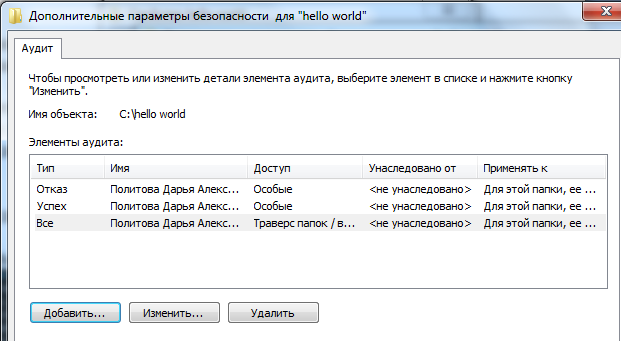 Дополнительные параметры безопасности для "hello world"
Аудит
Чтобы просмотреть или изменить детали элемента аудита, выберите элемент в списке и нажмите кнопку
"Изменить".
Имя объекта: C:\hello world
Элементы аудита:
Тип Имя Доступ Унаследовано от Применять к
Отказ Политова Дарья Алекс... Особые <не унаследовано> Для этой папки, ее ...
Успех Политова Дарья Алекс... Особые <не унаследовано> Для этой папки, ее ...
Все Политова Дарья Алекс... Траверс папок / в... <не унаследовано> Для этой папки, ее ...
Добавить... Изменить... Удалить